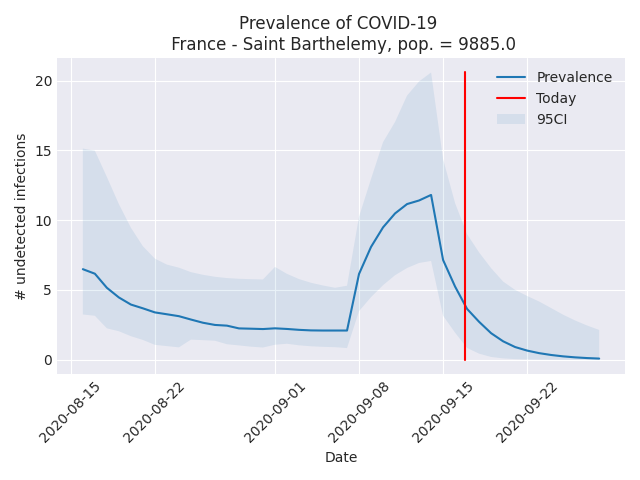 Prevalence of COVID-19
France - Saint Barthelemy, pop. = 9885.0
Prevalence
Today
95CI
# undetected infections
20
15
10
5
0
2020-08-15
2020-08-22
2020-09-01
2020-09-08
2020-09-15
2020-09-22
Date